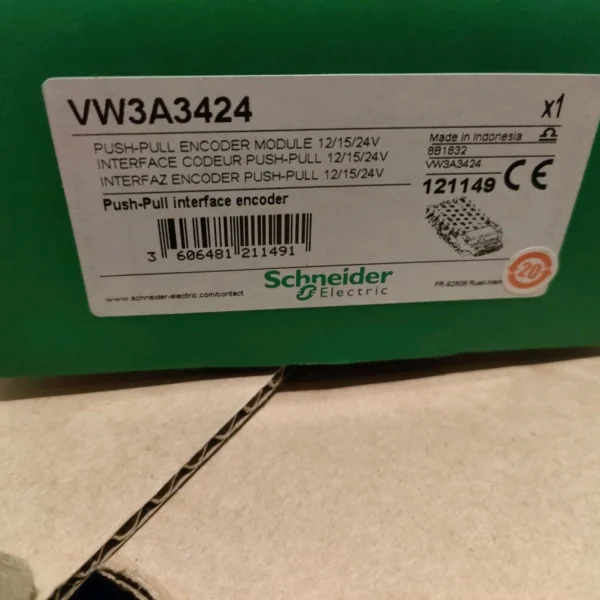 VW3A3424
x1
PUSH-PULL ENCODER MODULE 12/15/24V
INTERFACE CODEUR PUSH-PULL 12/15/24V
INTERFAZ ENCODER PUSH-PULL 12/15/24V
Push-Pull interface encoder
Made in Indonesia
8B1832
VW3A3424
121149 CE
3 606481 211491
Schneider
Electric
www.schneider-electric.com/contact
20